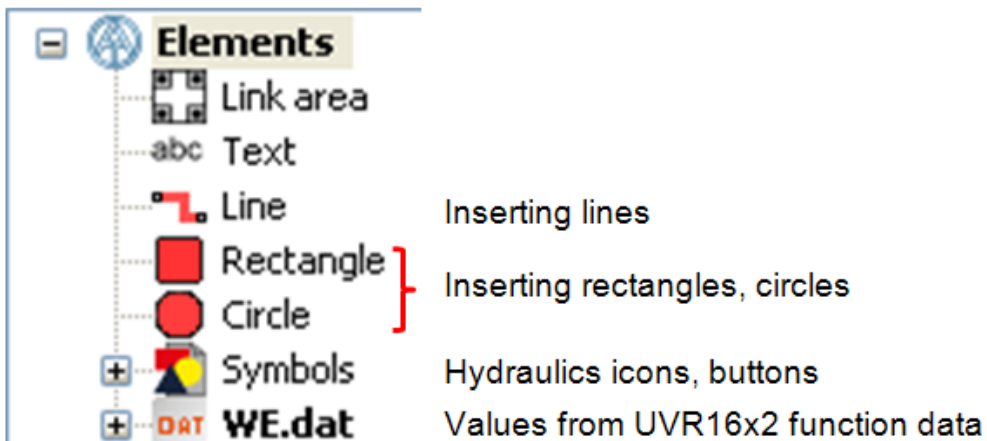 Elements
Link area
abc Text
Line Inserting lines
Rectangle
Inserting rectangles, circles
Circle
Symbols Hydraulics icons, buttons
DAT WE.dat Values from UVR16x2 function data